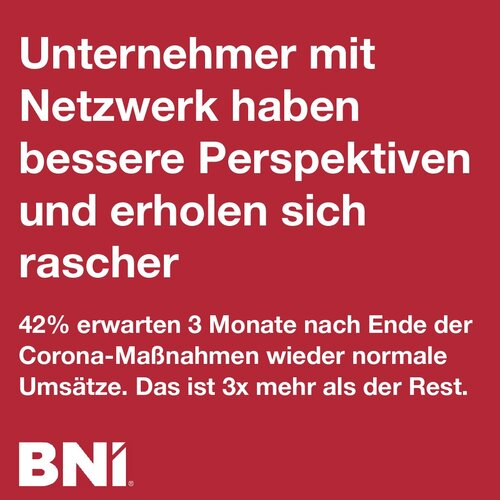 Unternehmer mit
Netzwerk haben
bessere Perspektiven
und erholen sich
rascher
42% erwarten 3 Monate nach Ende der
Corona-Maßnahmen wieder normale
Umsätze. Das ist 3x mehr als der Rest.
BNI®